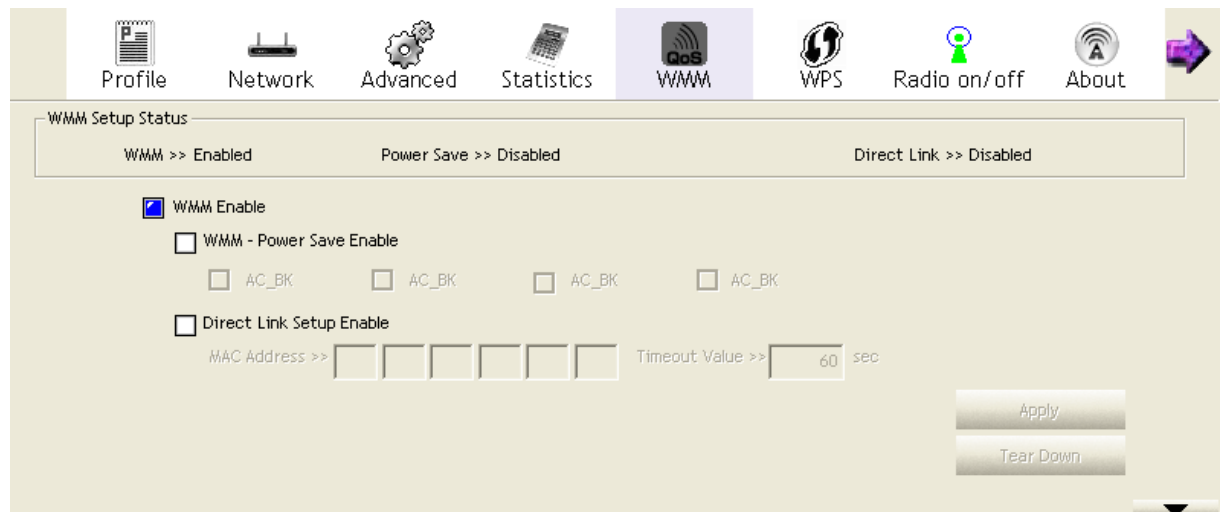 Profile Network Advanced Statistics QoS WMM WPS Radio on/off About
WMM Setup Status
WMM >> Enabled Power Save >> Disabled Direct Link >> Disabled
WMM Enable
WMM - Power Save Enable
AC_BK AC_BK AC_BK AC_BK
Direct Link Setup Enable
MAC Address >> Timeout Value >> 60 sec
Apply
Tear Down